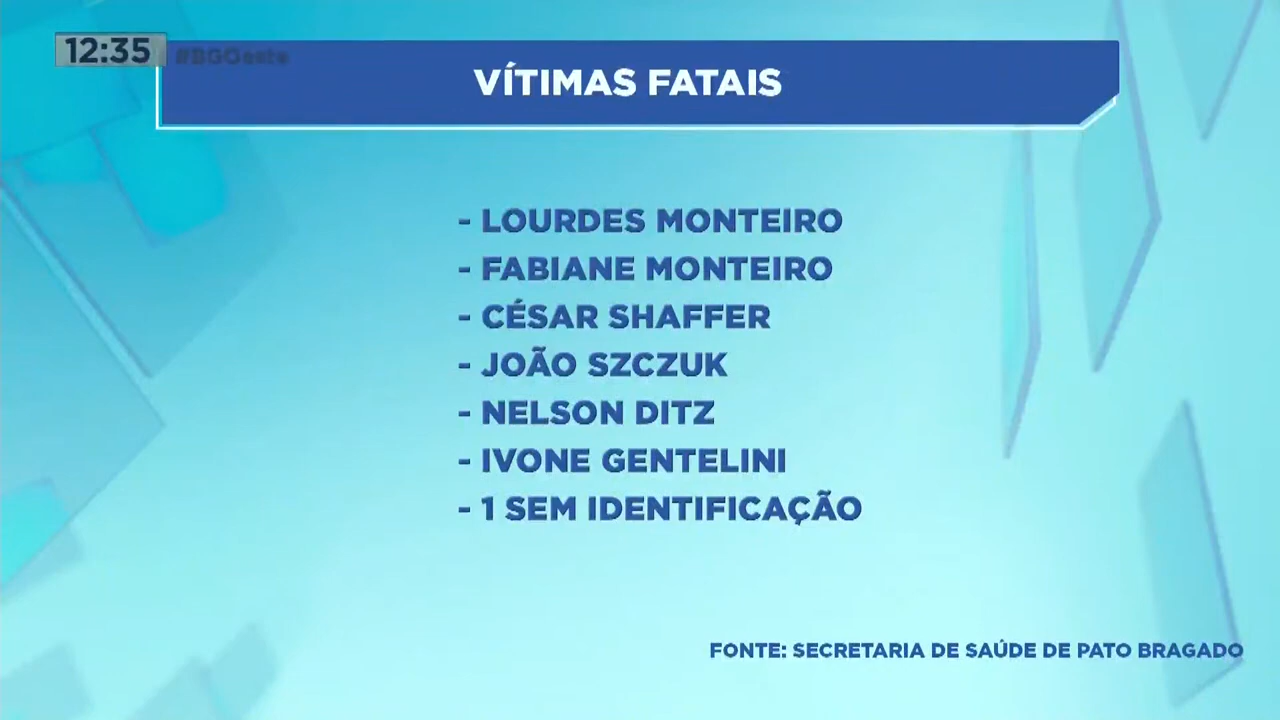 12:35 #BGOeste
VÍTIMAS FATAIS
- LOURDES MONTEIRO
- FABIANE MONTEIRO
- CÉSAR SHAFFER
- JOÃO SZCZUK
- NELSON DITZ
- IVONE GENTELINI
- 1 SEM IDENTIFICAÇÃO
FONTE: SECRETARIA DE SAÚDE DE PATO BRAGADO